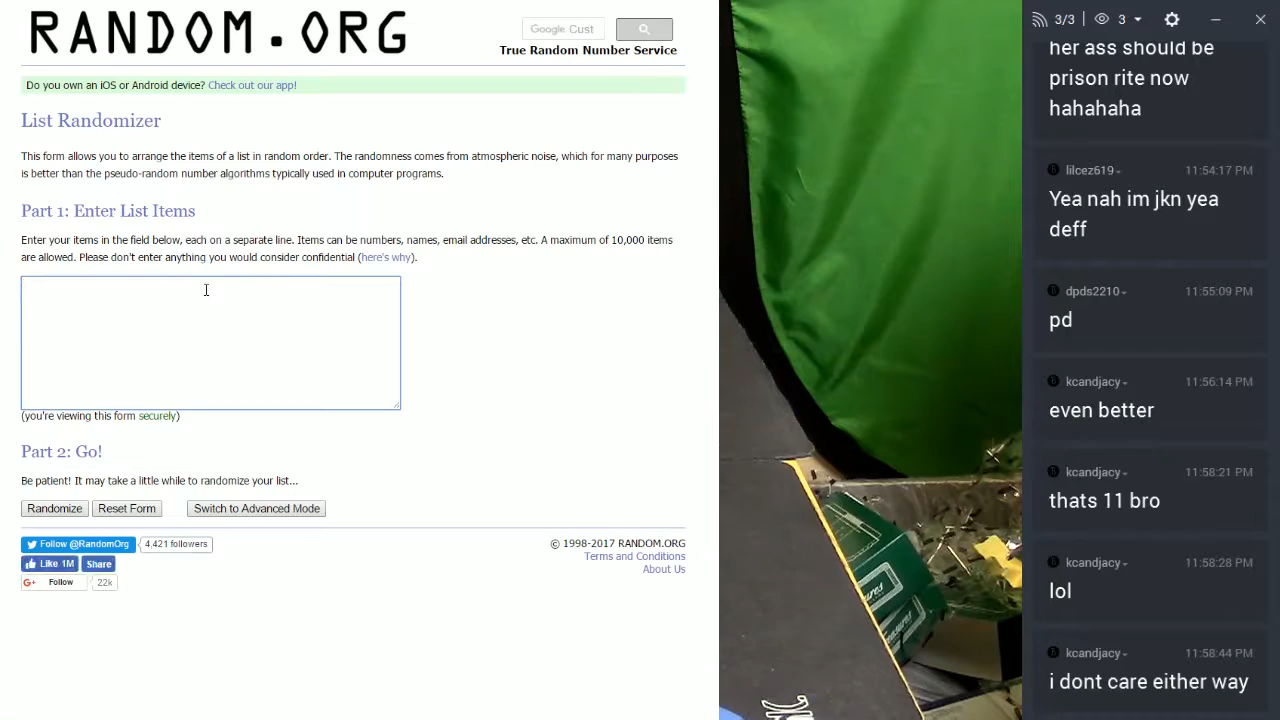 RANDOM.ORG
Google Cust
True Random Number Service
Do you own an iOS or Android device? Check out our app!
List Randomizer
This form allows you to arrange the items of a list in random order. The randomness comes from atmospheric noise, which for many purposes
is better than the pseudo-random number algorithms typically used in computer programs.
Part 1: Enter List Items
Enter your items in the field below, each on a separate line. Items can be numbers, names, email addresses, etc. A maximum of 10,000 items
are allowed. Please don't enter anything you would consider confidential (here's why).
(you're viewing this form securely)
Part 2: Go!
Be patient! It may take a little while to randomize your list...
Randomize Reset Form Switch to Advanced Mode
Follow @RandomOrg 4,421 followers
Like 1M Share
G+ Follow 22k
© 1998-2017 RANDOM.ORG
Terms and Conditions
About Us
3/3 3
her ass should be
prison rite now
hahahaha
lilcez619 11:54:17 PM
Yea nah im jkn yea
deff
dpds2210 11:55:09 PM
pd
kcandjacy 11:56:14 PM
even better
kcandjacy 11:58:21 PM
thats 11 bro
kcandjacy 11:58:28 PM
lol
kcandjacy 11:58:44 PM
i dont care either way